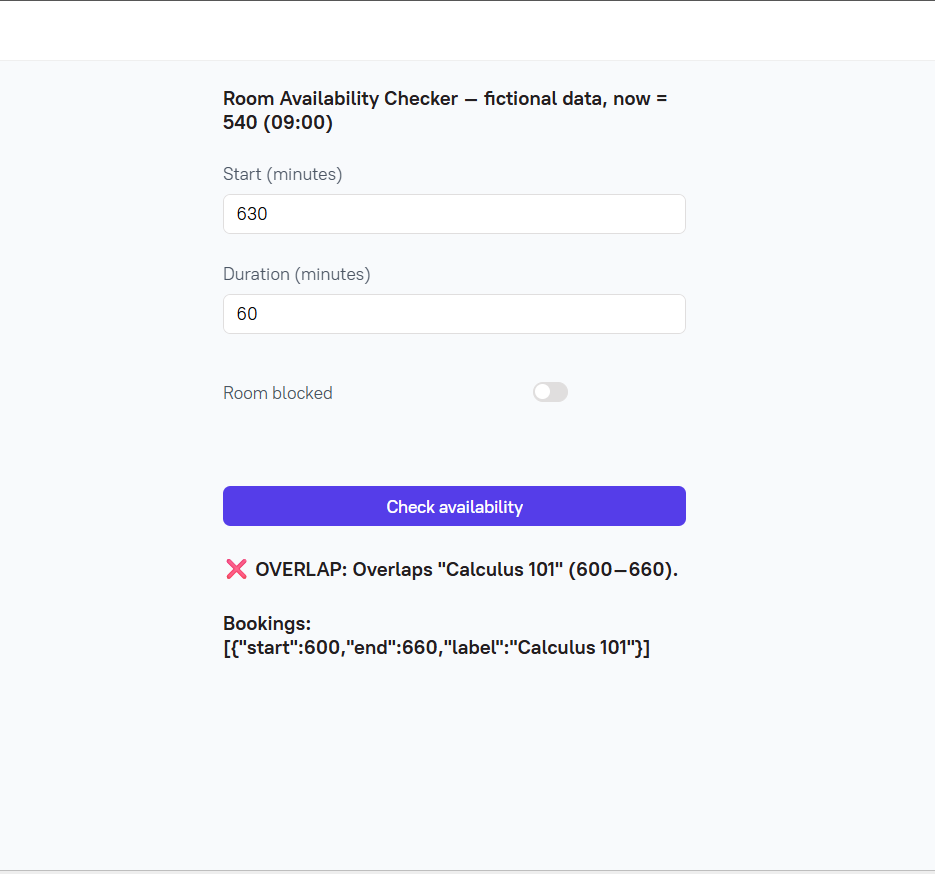 Room Availability Checker — fictional data, now =
540 (09:00)
Start (minutes)
630
Duration (minutes)
60
Room blocked
Check availability
❌ OVERLAP: Overlaps "Calculus 101" (600–660).
Bookings:
[{"start":600,"end":660,"label":"Calculus 101"}]